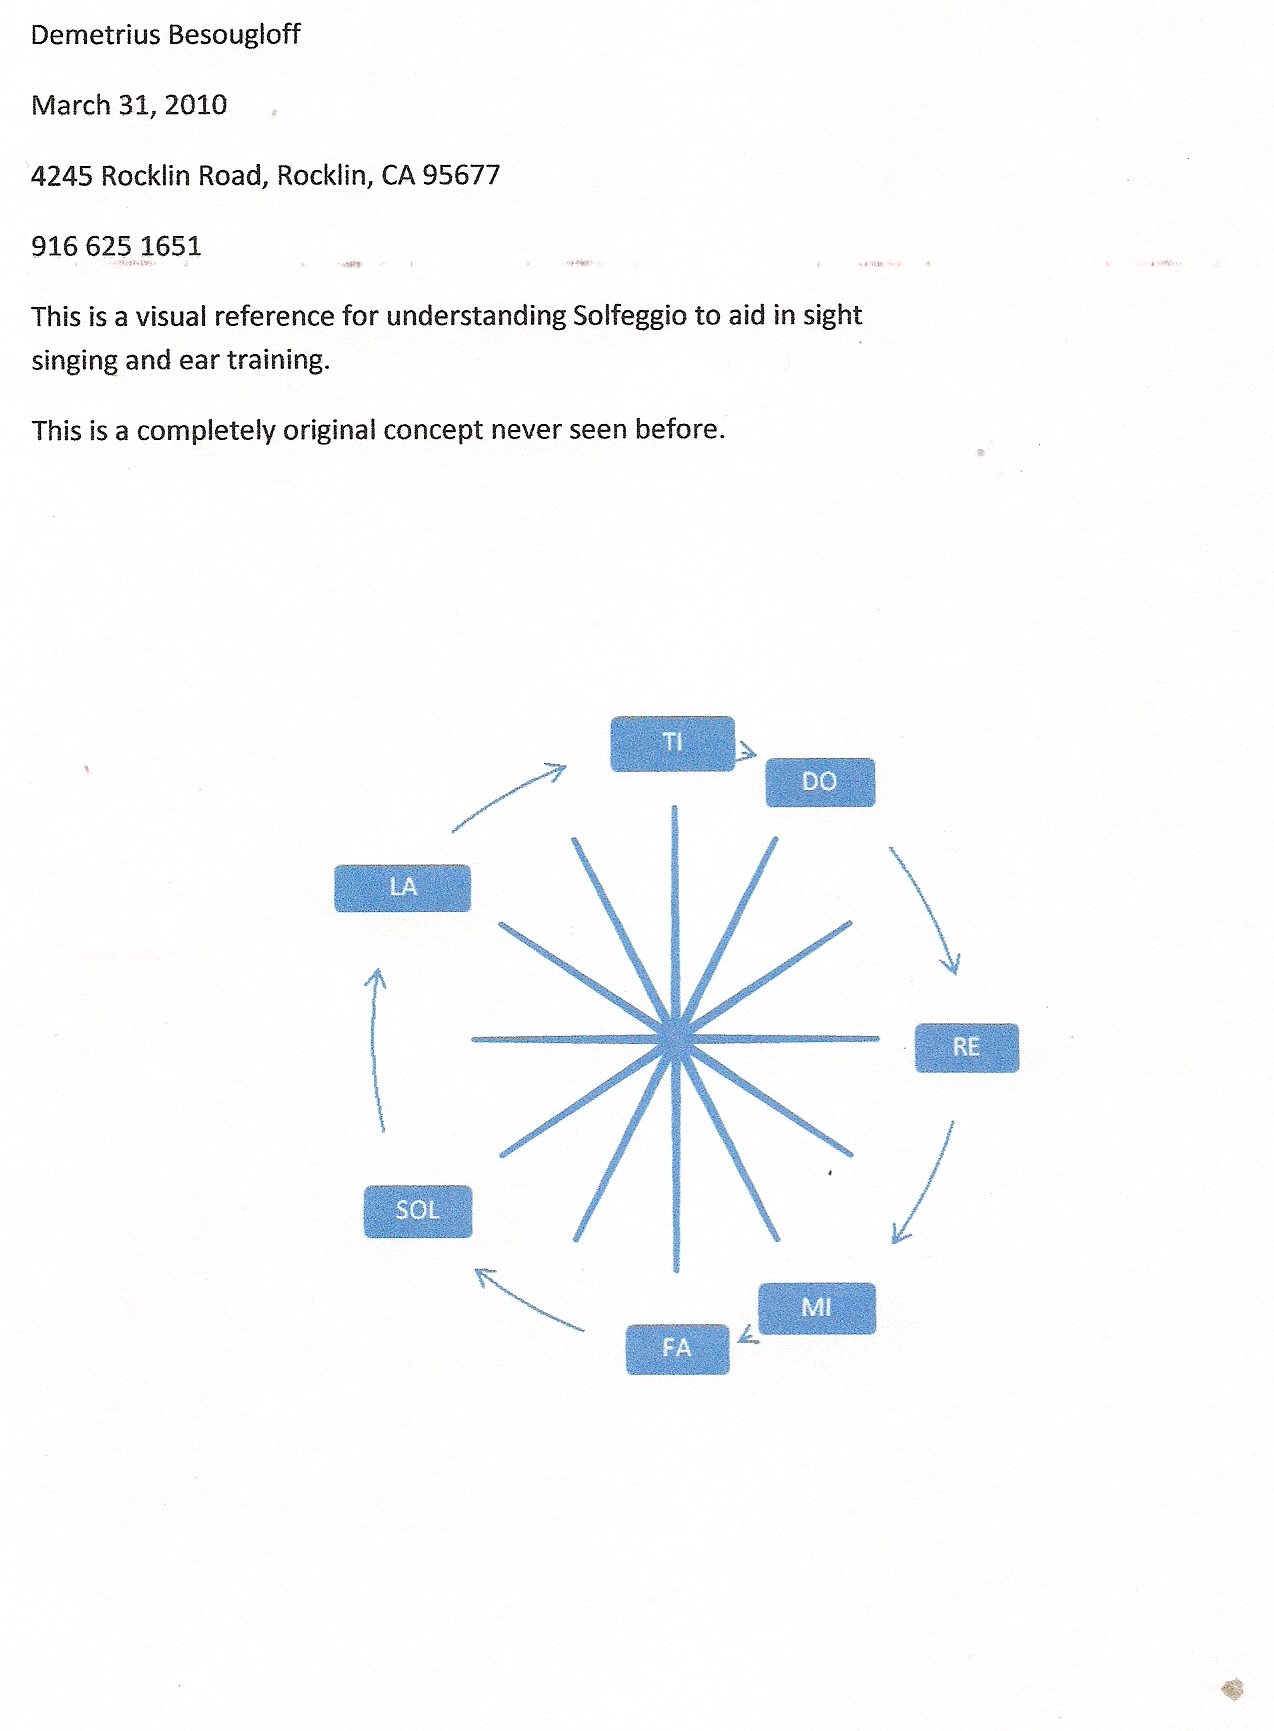 Demetrius Besougloff
March 31, 2010
4245 Rocklin Road, Rocklin, CA 95677
916 625 1651
This is a visual reference for understanding Solfeggio to aid in sight
singing and ear training.
This is a completely original concept never seen before.
TI
DO
LA
RE
SOL
MI
FA